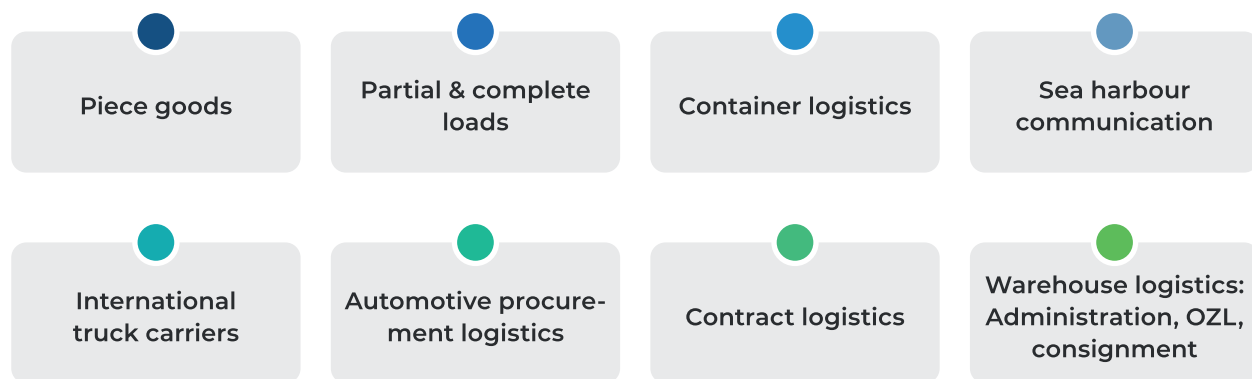 Piece goods
Partial & complete
loads
Container logistics
Sea harbour
communication
International
truck carriers
Automotive procure-
ment logistics
Contract logistics
Warehouse logistics:
Administration, OZL,
consignment